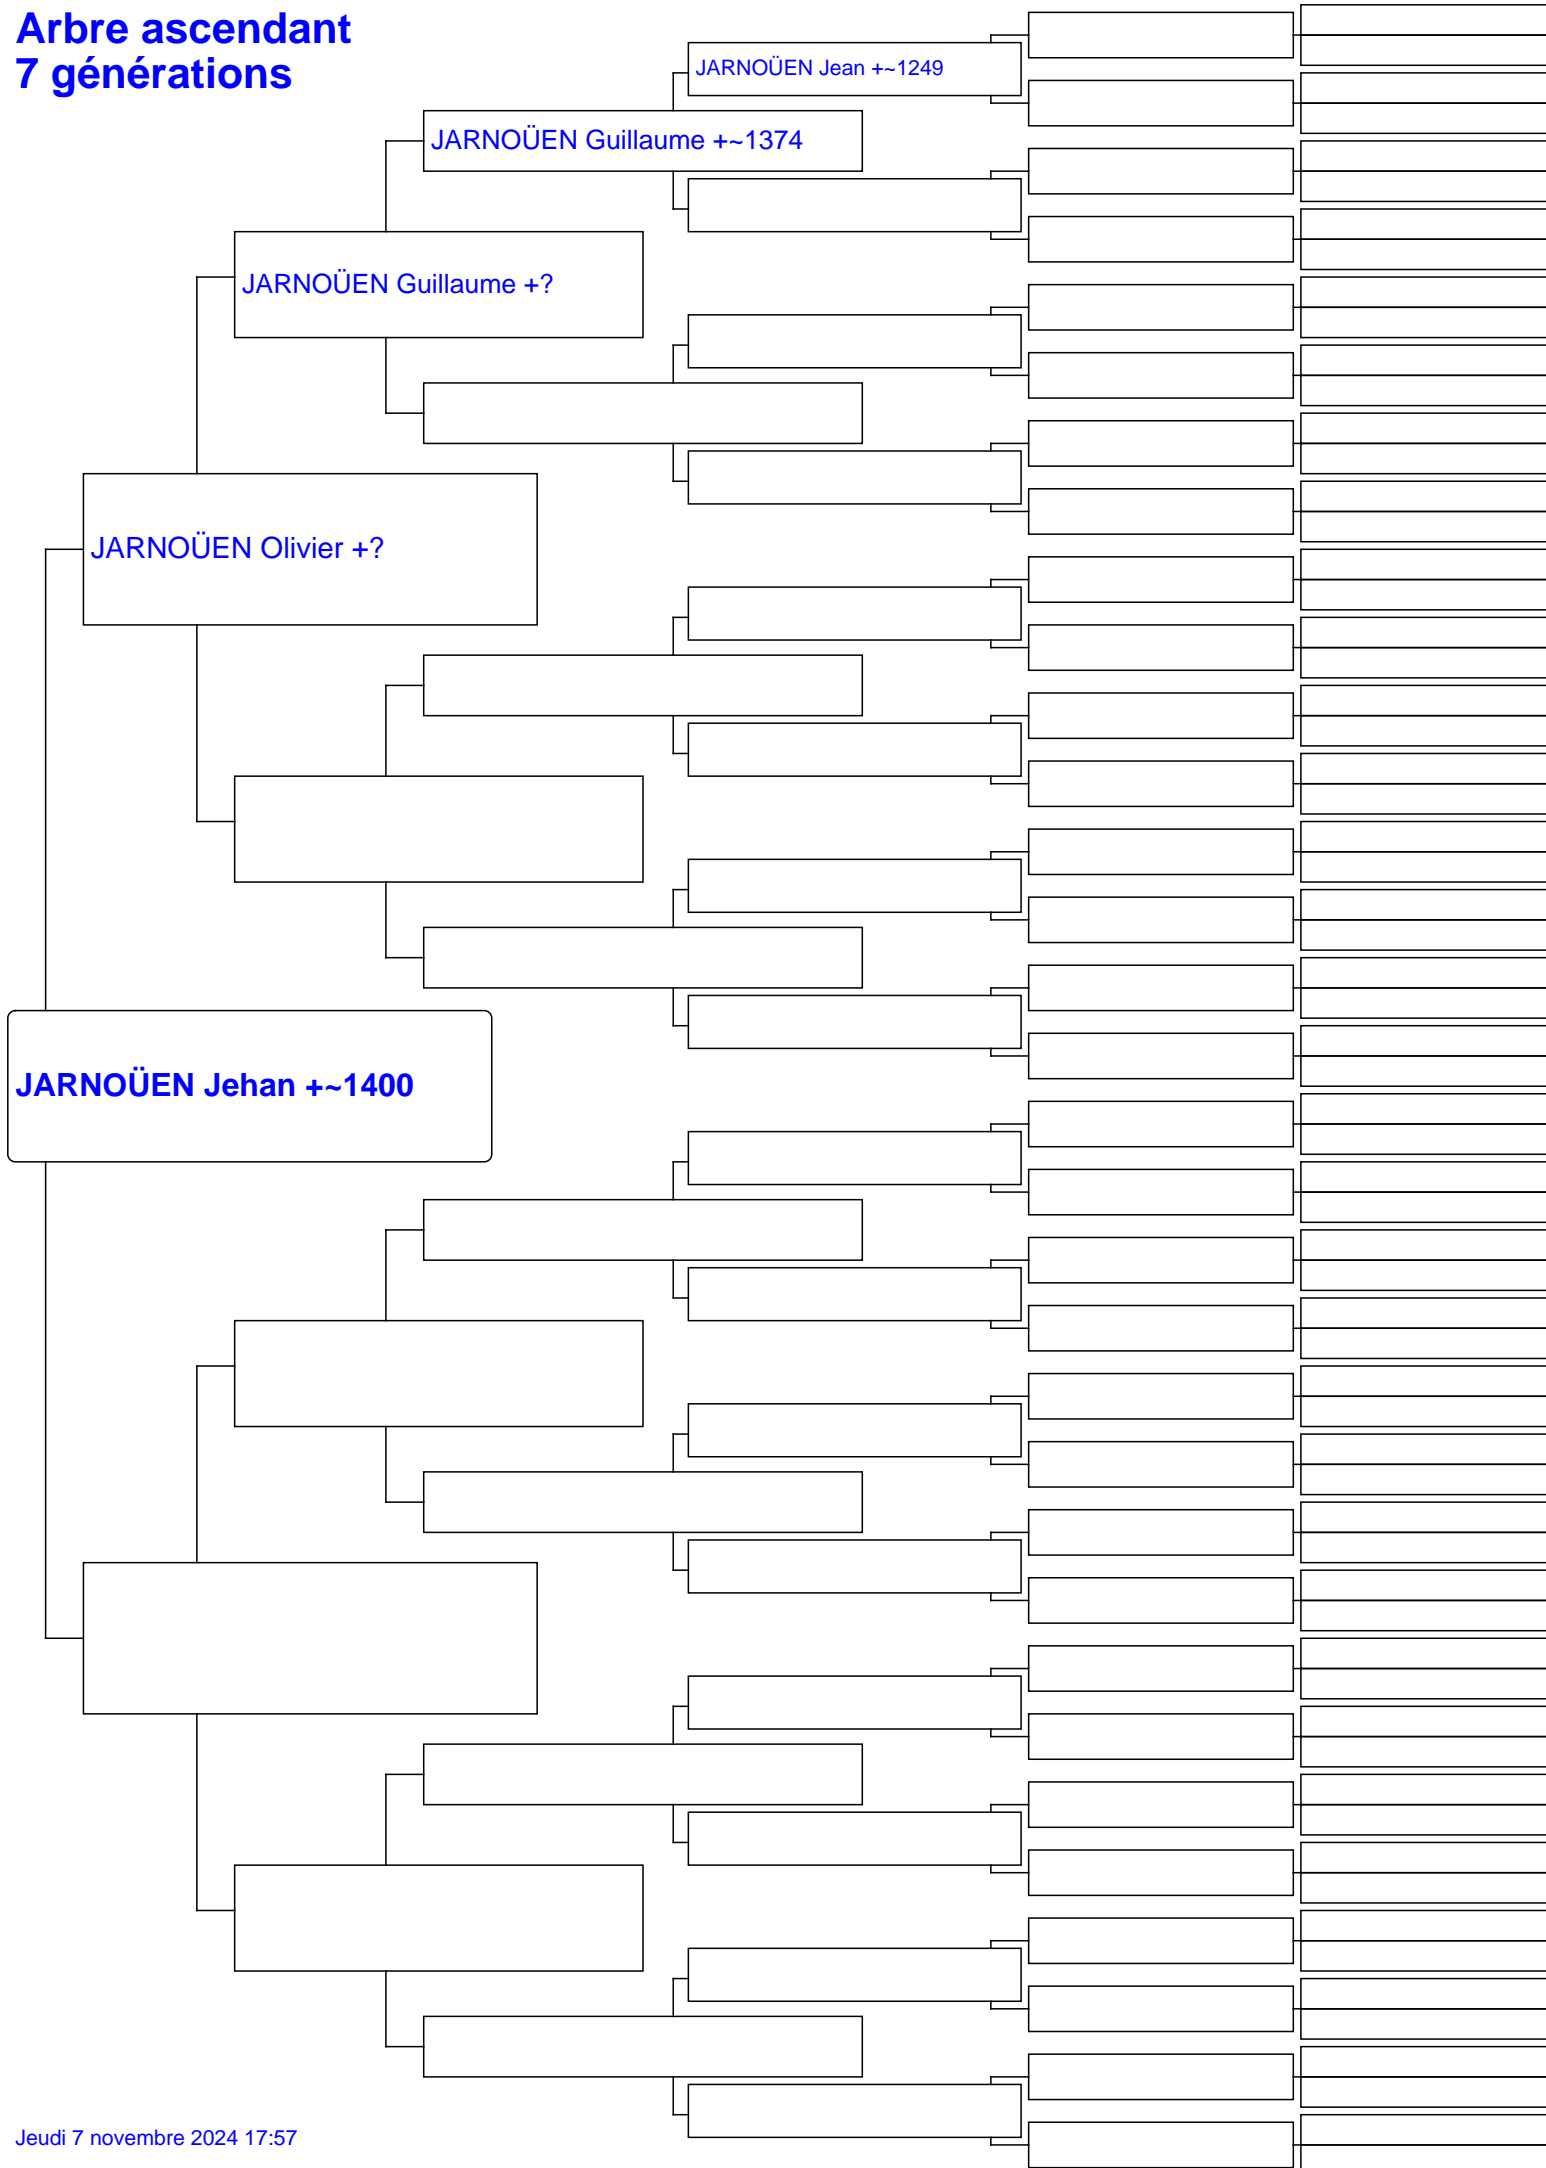 Arbre ascendant
7 générations
JARNOÜEN Jean +~1249
JARNOÜEN Guillaume +~1374
JARNOÜEN Guillaume +?
JARNOÜEN Olivier +?
JARNOÜEN Jehan +~1400
Jeudi 7 novembre 2024 17:57